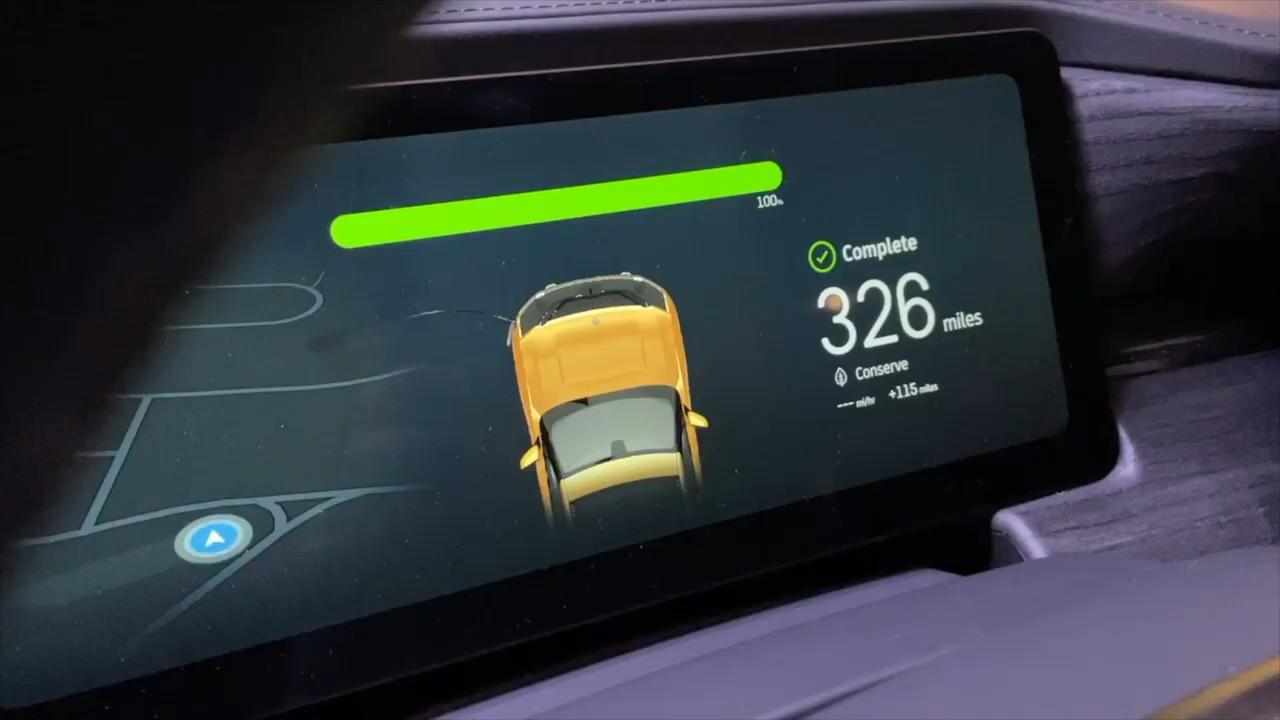 100%
Complete
326 miles
Conserve
--- mi/hr +115 miles